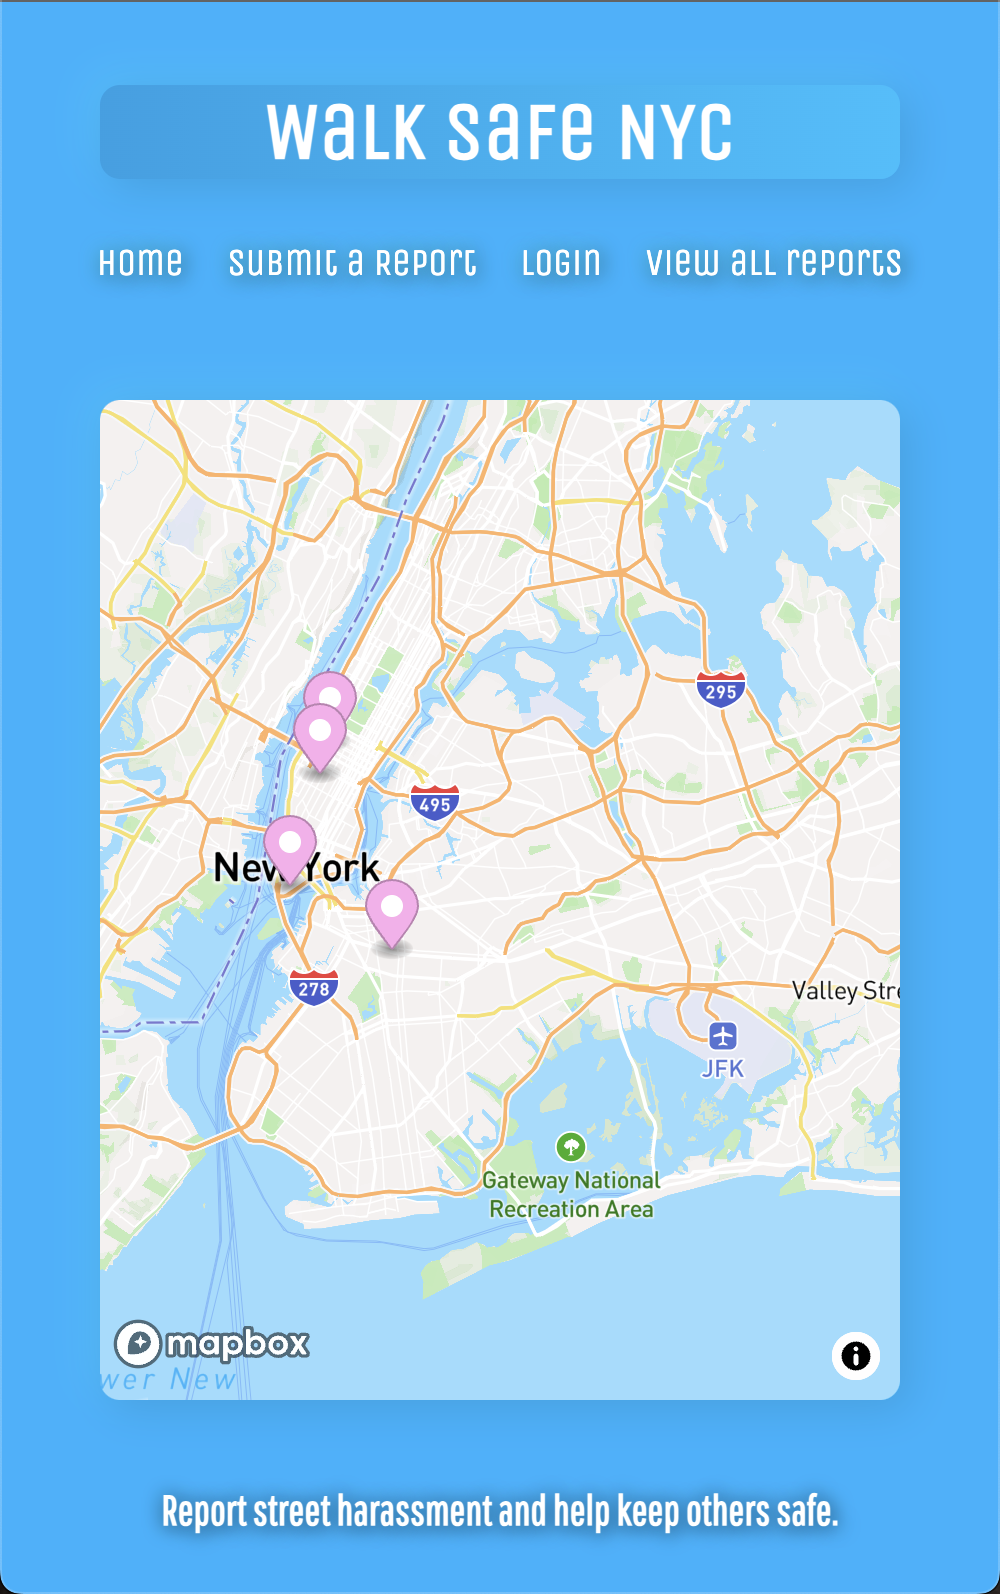 Walk Safe NYC
Home Submit a Report Login View all reports
295
495
New York
278
Valley Stre
JFK
Gateway National
Recreation Area
mapbox
wer New
Report street harassment and help keep others safe.